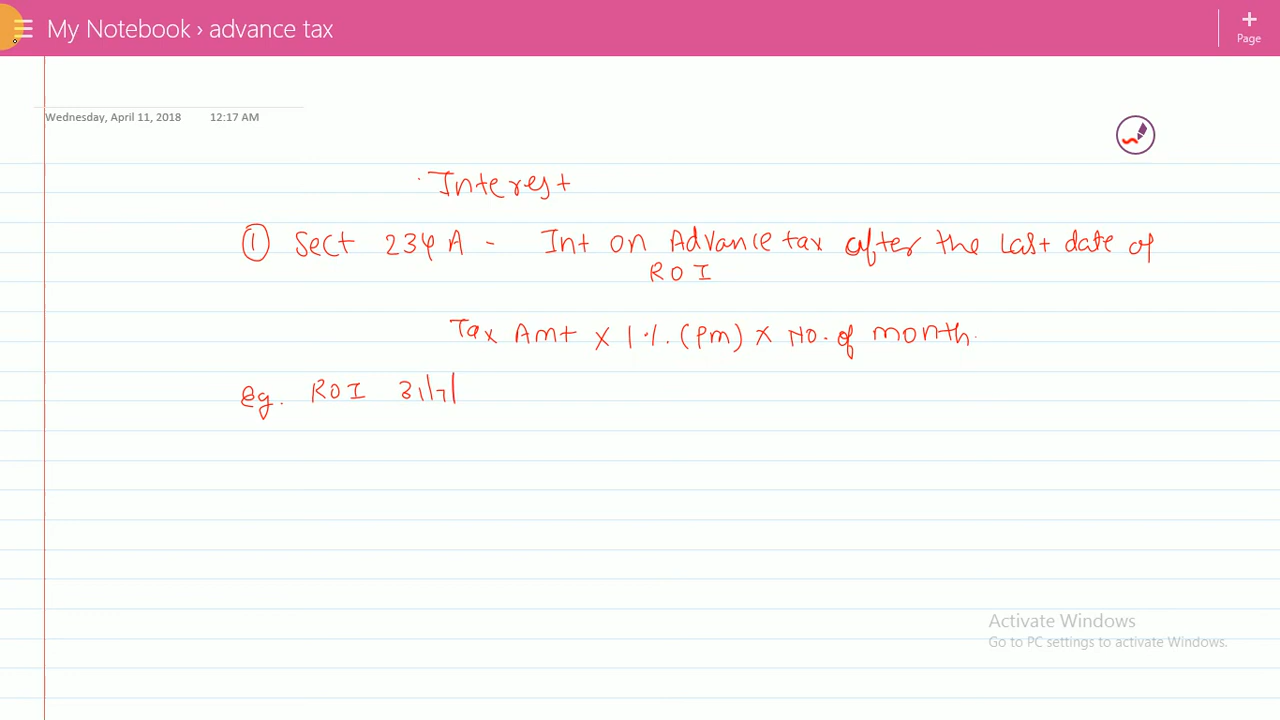 My Notebook › advance tax
Page
Wednesday, April 11, 2018 12:17 AM
Interest
① Sect 234 A - Int on Advance tax after the last date of
ROI
Tax Amt x 1%. (Pm) x No. of month.
eg. ROI 31/7/
Activate Windows
Go to PC settings to activate Windows.